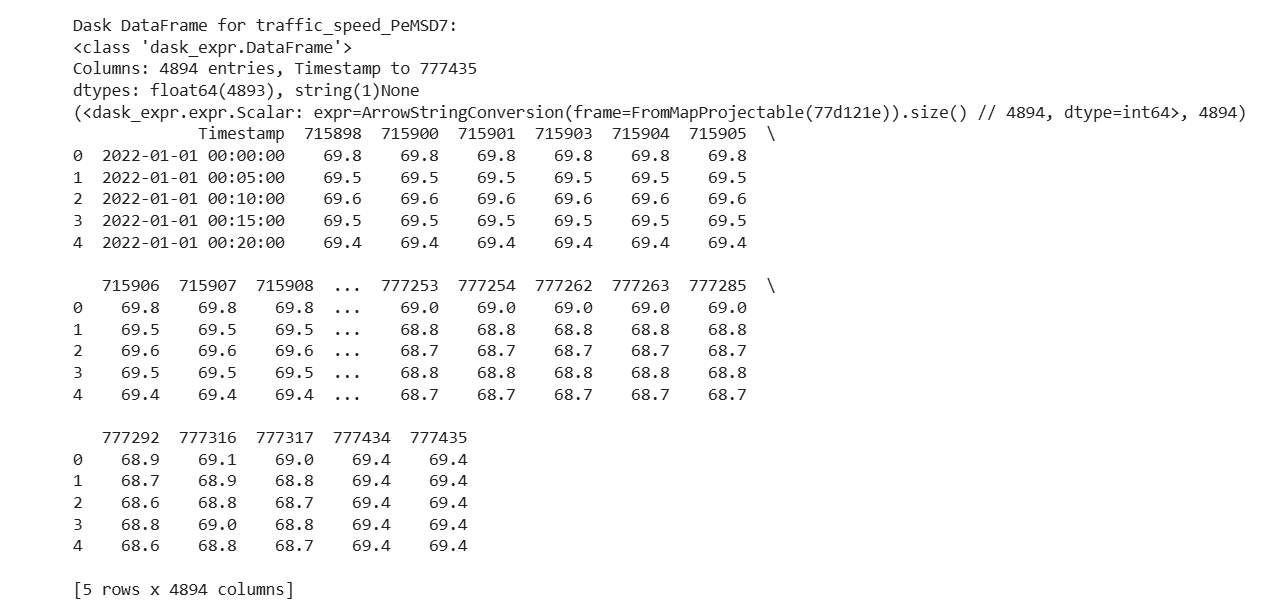 Dask DataFrame for traffic_speed_PeMSD7:
<class 'dask_expr.DataFrame'>
Columns: 4894 entries, Timestamp to 777435
dtypes: float64(4893), string(1)None
(<dask_expr.expr.Scalar: expr=ArrowStringConversion(frame=FromMapProjectable(77d121e)).size() // 4894, dtype=int64>, 4894)
             Timestamp  715898  715900  715901  715903  715904  715905  \
0  2022-01-01 00:00:00    69.8    69.8    69.8    69.8    69.8    69.8
1  2022-01-01 00:05:00    69.5    69.5    69.5    69.5    69.5    69.5
2  2022-01-01 00:10:00    69.6    69.6    69.6    69.6    69.6    69.6
3  2022-01-01 00:15:00    69.5    69.5    69.5    69.5    69.5    69.5
4  2022-01-01 00:20:00    69.4    69.4    69.4    69.4    69.4    69.4

   715906  715907  715908  ...  777253  777254  777262  777263  777285  \
0    69.8    69.8    69.8  ...    69.0    69.0    69.0    69.0    69.0
1    69.5    69.5    69.5  ...    68.8    68.8    68.8    68.8    68.8
2    69.6    69.6    69.6  ...    68.7    68.7    68.7    68.7    68.7
3    69.5    69.5    69.5  ...    68.8    68.8    68.8    68.8    68.8
4    69.4    69.4    69.4  ...    68.7    68.7    68.7    68.7    68.7

   777292  777316  777317  777434  777435
0    68.9    69.1    69.0    69.4    69.4
1    68.7    68.9    68.8    69.4    69.4
2    68.6    68.8    68.7    69.4    69.4
3    68.8    69.0    68.8    69.4    69.4
4    68.6    68.8    68.7    69.4    69.4

[5 rows x 4894 columns]